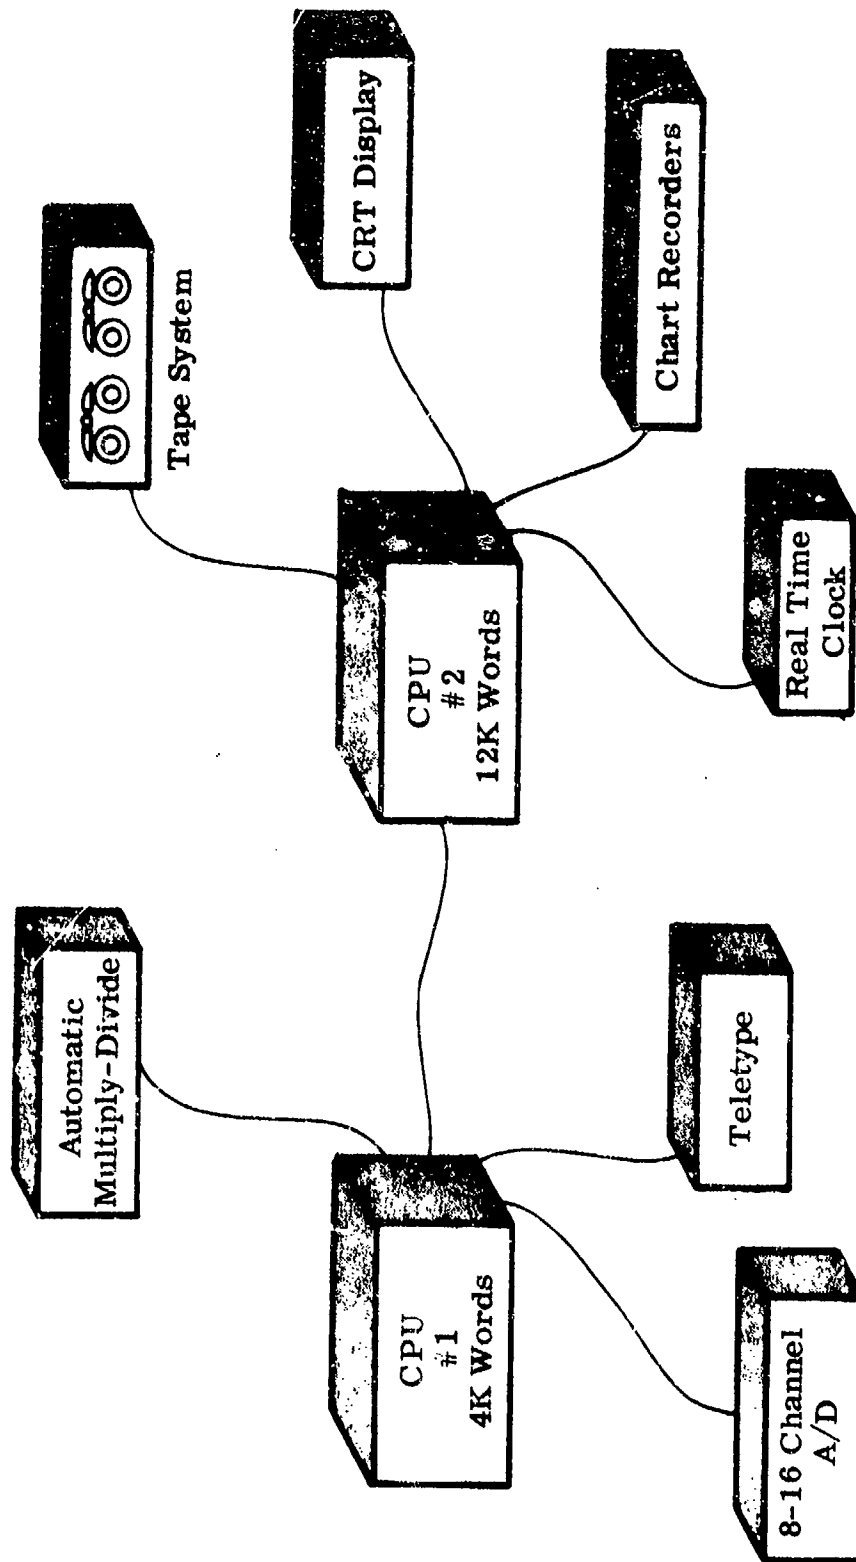 Automatic
Multiply-Divide
Tape System
CPU
#1
4K Words
CPU
#2
12K Words
CRT Display
8-16 Channel
A/D
Teletype
Real Time
Clock
Chart Recorders